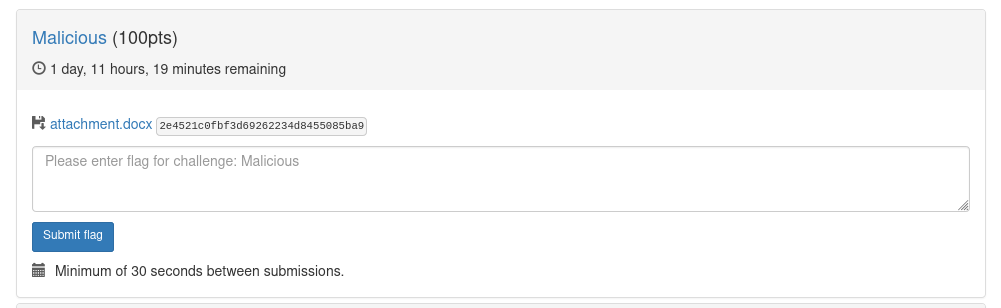 Malicious (100pts)
1 day, 11 hours, 19 minutes remaining
attachment.docx 2e4521c0fbf3d69262234d8455085ba9
Please enter flag for challenge: Malicious
Submit flag
Minimum of 30 seconds between submissions.